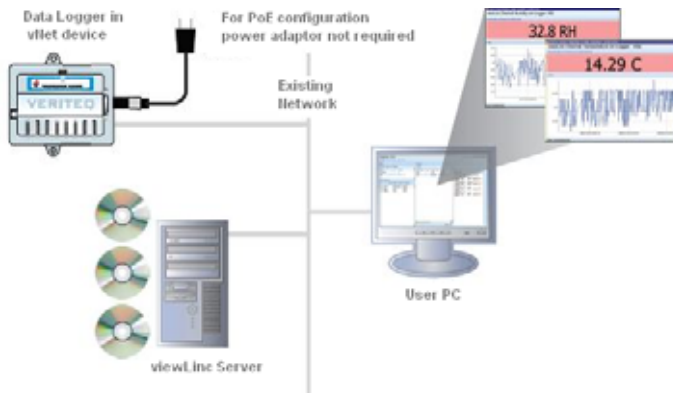 Data Logger in
vNet device
For PoE configuration
power adaptor not required
32.8 RH
14.29 C
Existing
Network
VERITEQ
User PC
viewLinc Server